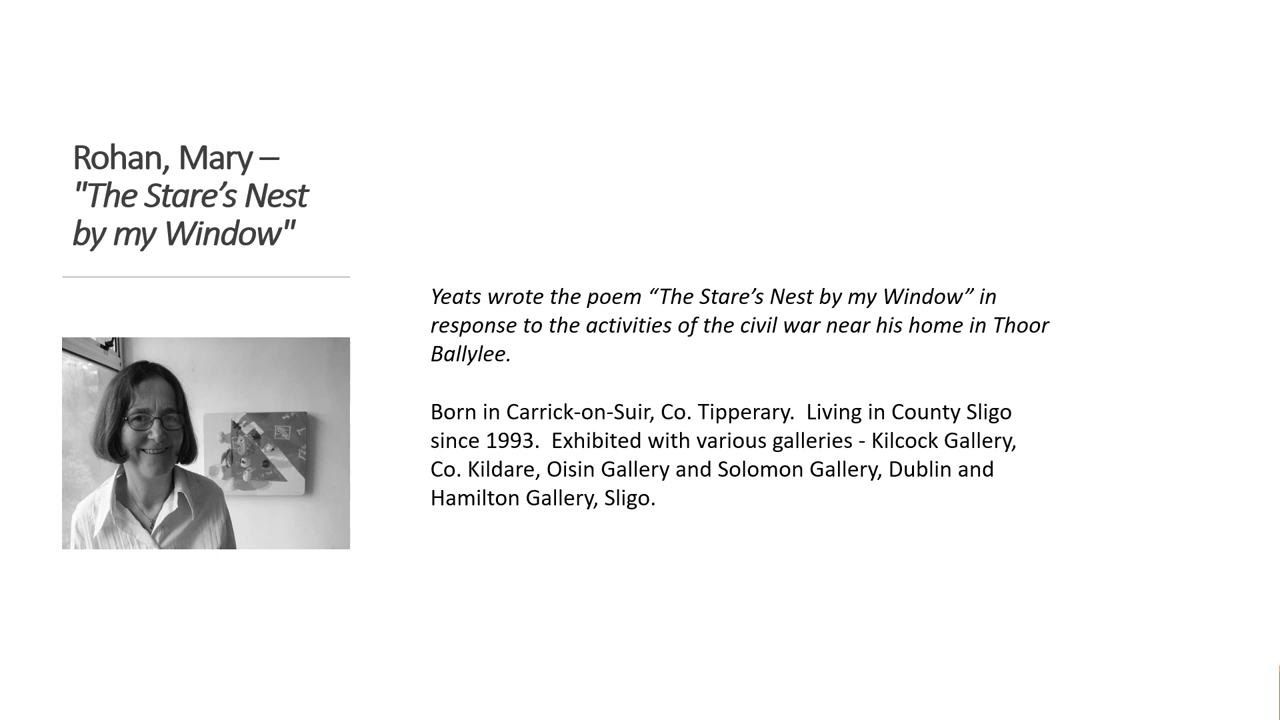 Rohan, Mary –
"The Stare’s Nest
by my Window"
Yeats wrote the poem “The Stare’s Nest by my Window” in
response to the activities of the civil war near his home in Thoor
Ballylee.
Born in Carrick-on-Suir, Co. Tipperary.  Living in County Sligo
since 1993.  Exhibited with various galleries - Kilcock Gallery,
Co. Kildare, Oisin Gallery and Solomon Gallery, Dublin and
Hamilton Gallery, Sligo.